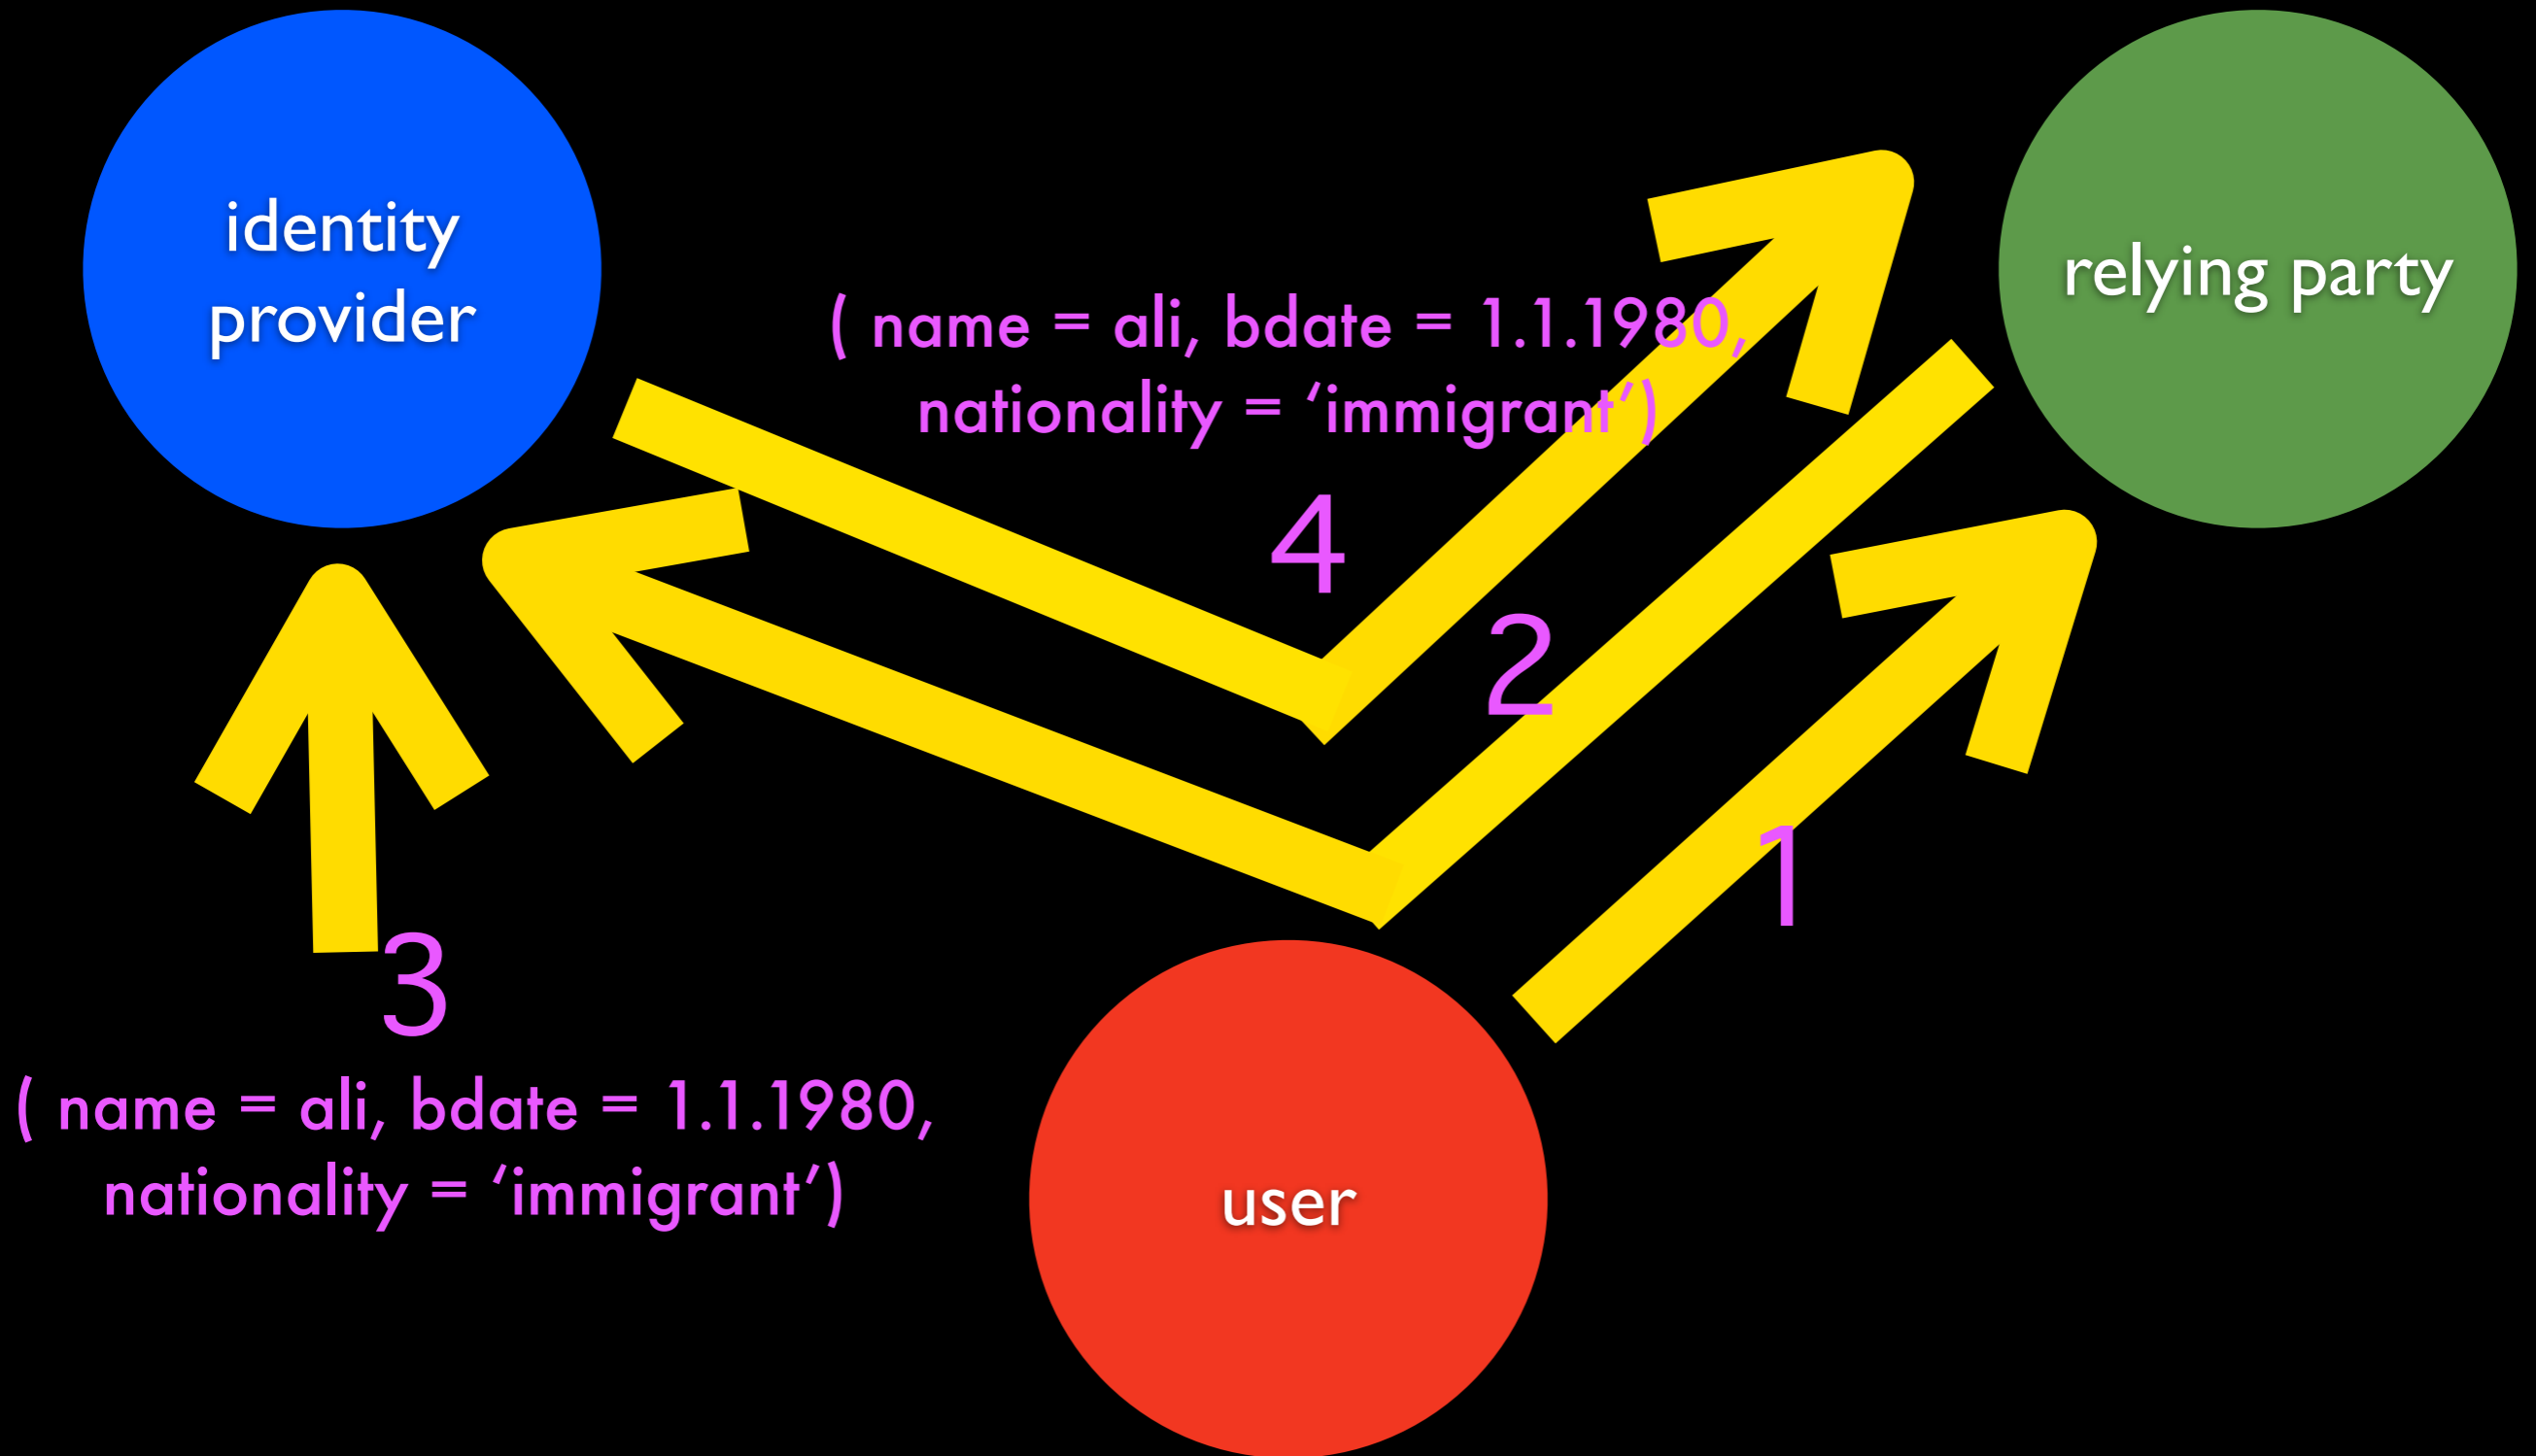 identity
provider
relying party
( name = ali, bdate = 1.1.1980,
nationality = ‘immigrant’)
4
2
1
3
( name = ali, bdate = 1.1.1980,
nationality = ‘immigrant’)
user